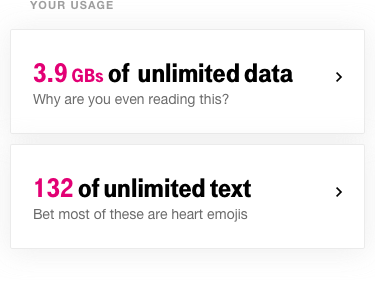 YOUR USAGE
3.9 GBs of unlimited data
Why are you even reading this?
132 of unlimited text
Bet most of these are heart emojis